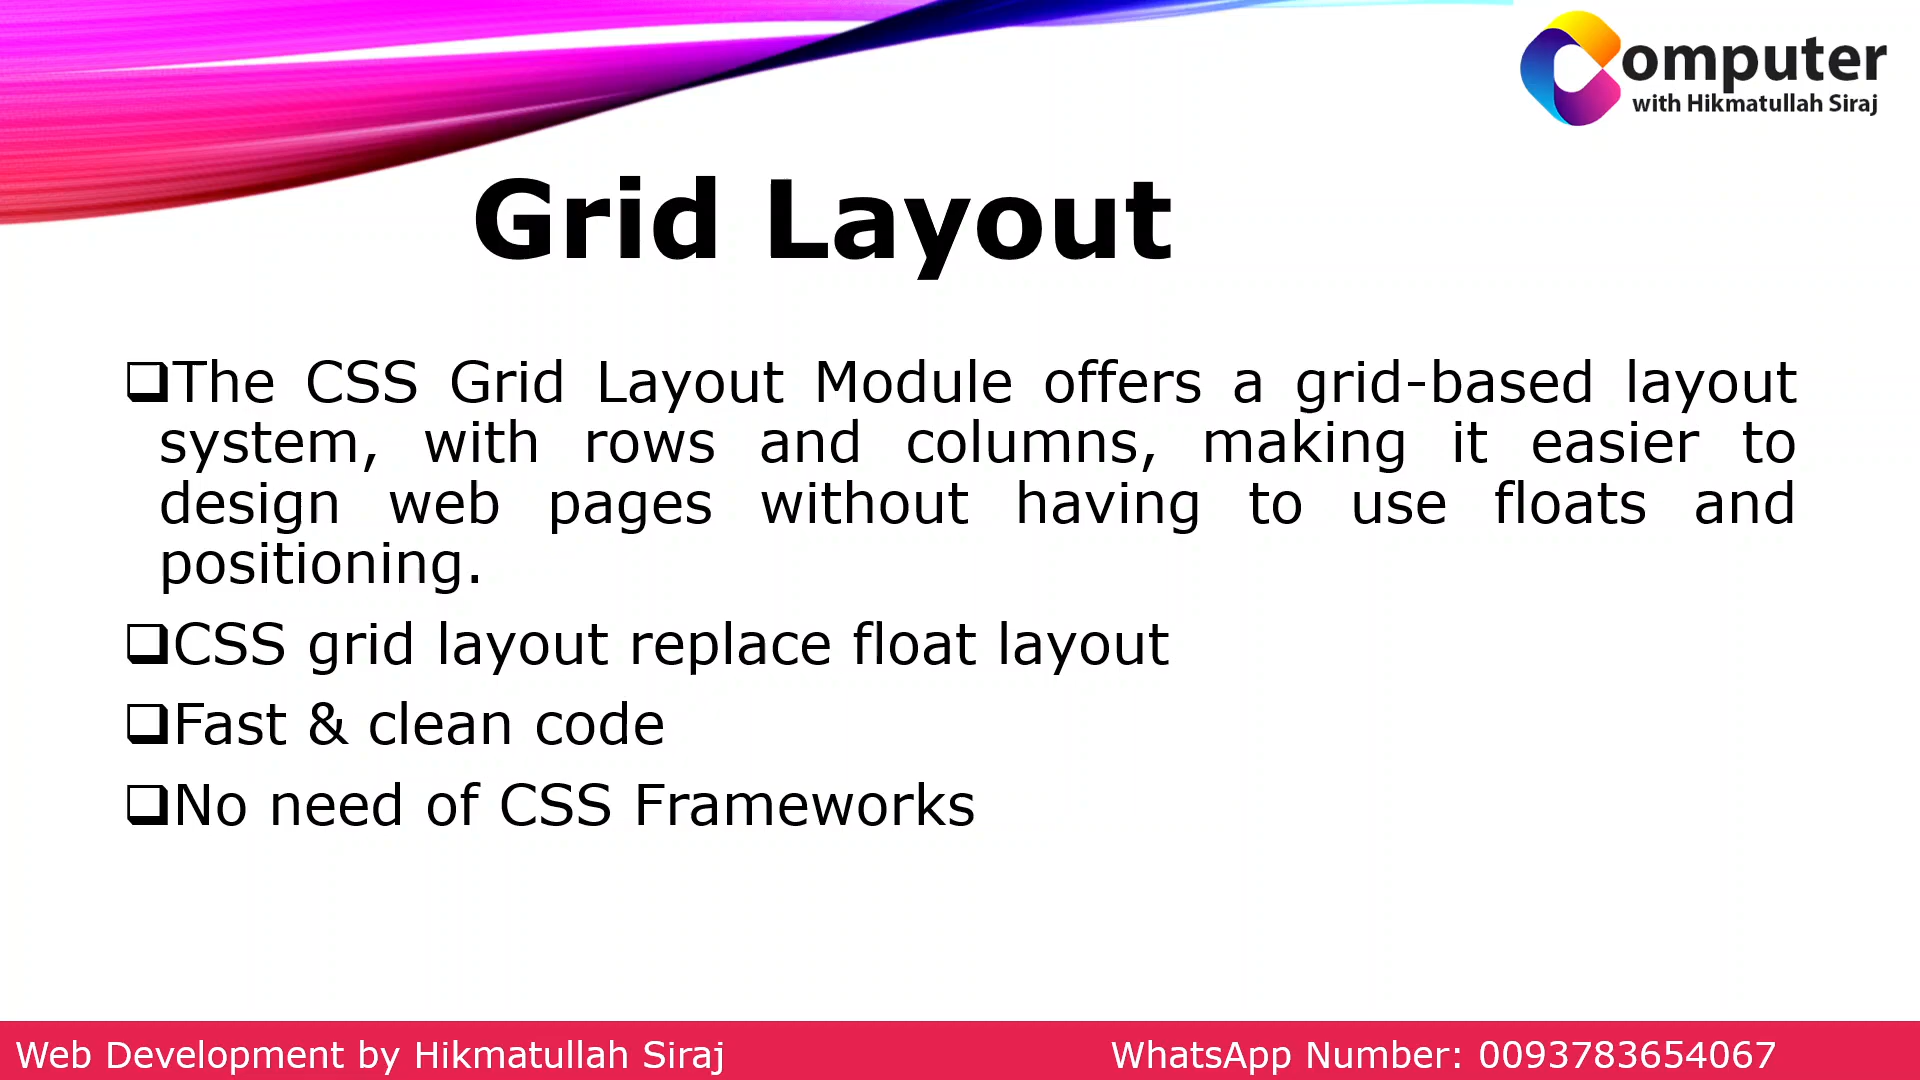 Computer
with Hikmatullah Siraj
Grid Layout
❑The CSS Grid Layout Module offers a grid-based layout
system, with rows and columns, making it easier to
design web pages without having to use floats and
positioning.
❑CSS grid layout replace float layout
❑Fast & clean code
❑No need of CSS Frameworks
Web Development by Hikmatullah Siraj
WhatsApp Number: 0093783654067